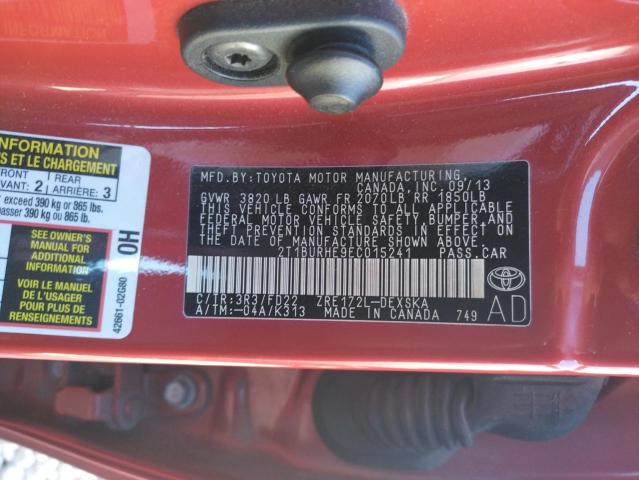 INFORMATION
S ET LE CHARGEMENT
FRONT
VANT: 2
REAR
ARRIÈRE: 3
exceed 390 kg or 865 lbs.
passer 390 kg ou 865 lb.
SEE OWNER'S
MANUAL FOR
ADDITIONAL
INFORMATION
VOIR LE MANUEL
DE L'USAGER
POUR PLUS DE
RENSEIGNEMENTS
42661-02G80
0H
MFD.BY:TOYOTA MOTOR MANUFACTURING,
CANADA, INC. 09/13
GVWR 3820 LB GAWR FR 2070LB RR 1850LB
THIS VEHICLE CONFORMS TO ALL APPLICABLE
FEDERAL MOTOR VEHICLE SAFETY, BUMPER, AND
THEFT PREVENTION STANDARDS IN EFFECT ON
THE DATE OF MANUFACTURE SHOWN ABOVE.
2T1BURHE9EC015241 PASS.CAR
C/TR:3R3/FD22 ZRE172L-DEXSKA
A/TM:-04A/K313 MADE IN CANADA 749
AD